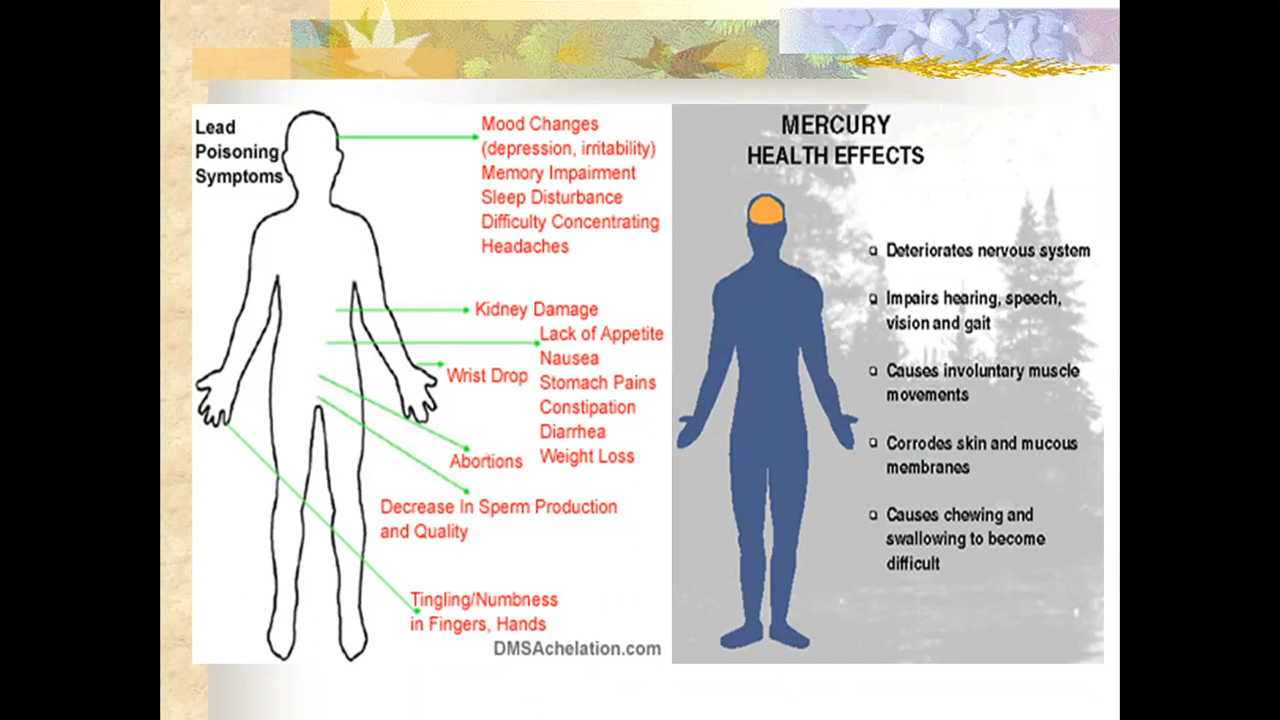 Lead
Poisoning
Symptoms
Mood Changes
(depression, irritability)
Memory Impairment
Sleep Disturbance
Difficulty Concentrating
Headaches
Kidney Damage
Lack of Appetite
Nausea
Stomach Pains
Constipation
Diarrhea
Weight Loss
Wrist Drop
Abortions
Decrease In Sperm Production
and Quality
Tingling/Numbness
in Fingers, Hands
DMSAchelation.com
MERCURY
HEALTH EFFECTS
Deteriorates nervous system
Impairs hearing, speech,
vision and gait
Causes involuntary muscle
movements
Corrodes skin and mucous
membranes
Causes chewing and
swallowing to become
difficult